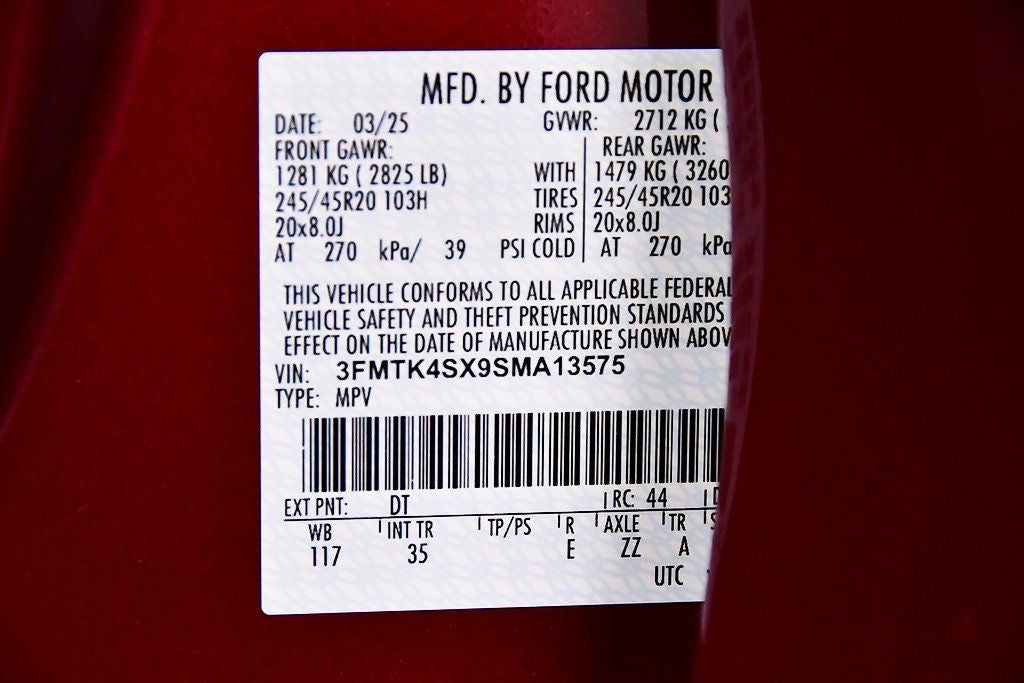 MFD. BY FORD MOTOR
DATE: 03/25 GVWR: 2712 KG (
FRONT GAWR: REAR GAWR:
1281 KG ( 2825 LB) WITH 1479 KG ( 3260
245/45R20 103H TIRES 245/45R20 103
20x8.0J RIMS 20x8.0J
AT 270 kPa/ 39 PSI COLD AT 270 kPa
THIS VEHICLE CONFORMS TO ALL APPLICABLE FEDERAL
VEHICLE SAFETY AND THEFT PREVENTION STANDARDS
EFFECT ON THE DATE OF MANUFACTURE SHOWN ABOV
VIN: 3FMTK4SX9SMA13575
TYPE: MPV
EXT PNT: DT RC: 44
WB INT TR TP/PS R AXLE TR S
117 35 E ZZ A
UTC